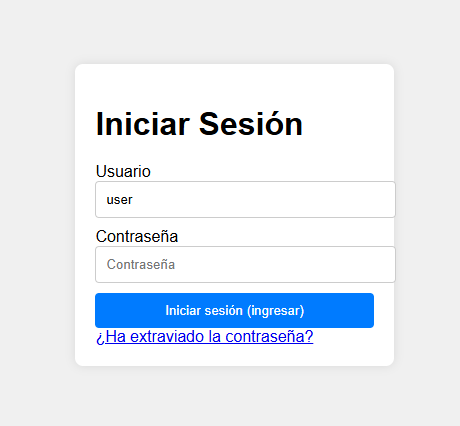 Iniciar Sesión
Usuario
user
Contraseña
Contraseña
Iniciar sesión (ingresar)
¿Ha extraviado la contraseña?